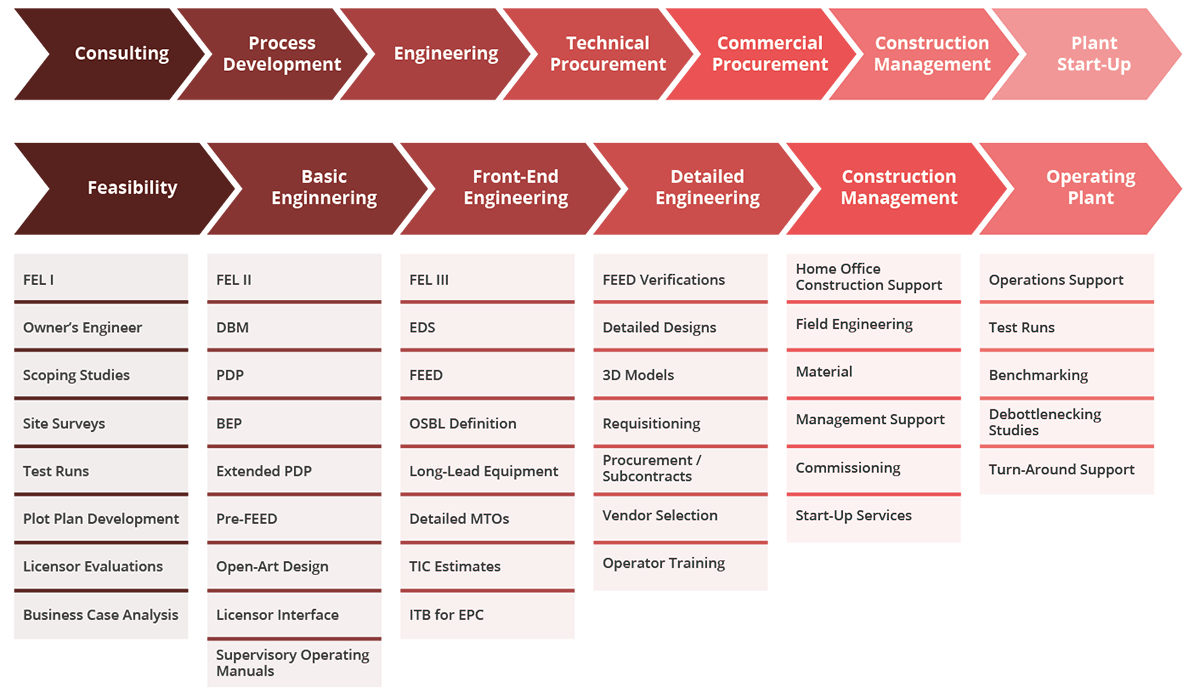 Consulting
Process
Development
Engineering
Technical
Procurement
Commercial
Procurement
Construction
Management
Plant
Start-Up
Feasibility
Basic
Enginnering
Front-End
Engineering
Detailed
Engineering
Construction
Management
Operating
Plant
FEL I
Owner's Engineer
Scoping Studies
Site Surveys
Test Runs
Plot Plan Development
Licensor Evaluations
Business Case Analysis
FEL II
DBM
PDP
BEP
Extended PDP
Pre-FEED
Open-Art Design
Licensor Interface
Supervisory Operating
Manuals
FEL III
EDS
FEED
OSBL Definition
Long-Lead Equipment
Detailed MTOs
TIC Estimates
ITB for EPC
FEED Verifications
Detailed Designs
3D Models
Requisitioning
Procurement /
Subcontracts
Vendor Selection
Operator Training
Home Office
Construction Support
Field Engineering
Material
Management Support
Commissioning
Start-Up Services
Operations Support
Test Runs
Benchmarking
Debottlenecking
Studies
Turn-Around Support